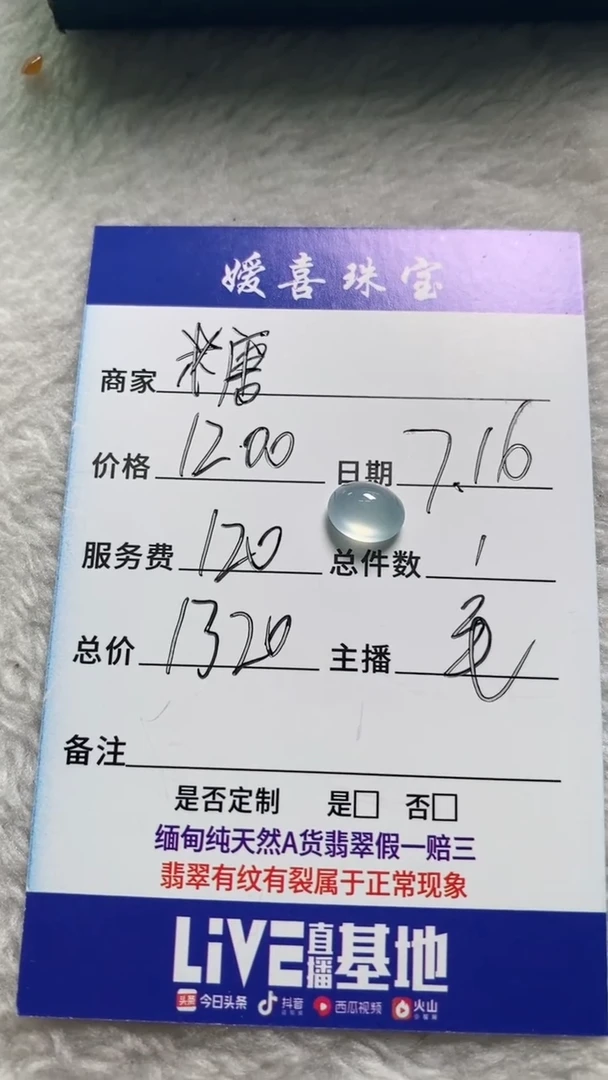 媛喜珠宝
商家 米唐
价格 1200 日期 7.16
服务费 120 总件数 1
总价 1320 主播
备注
是否定制 是□ 否□
缅甸纯天然A货翡翠假一赔三
翡翠有纹有裂属于正常现象
LIVE直播基地
头条 今日头条 抖音 西瓜视频 火山